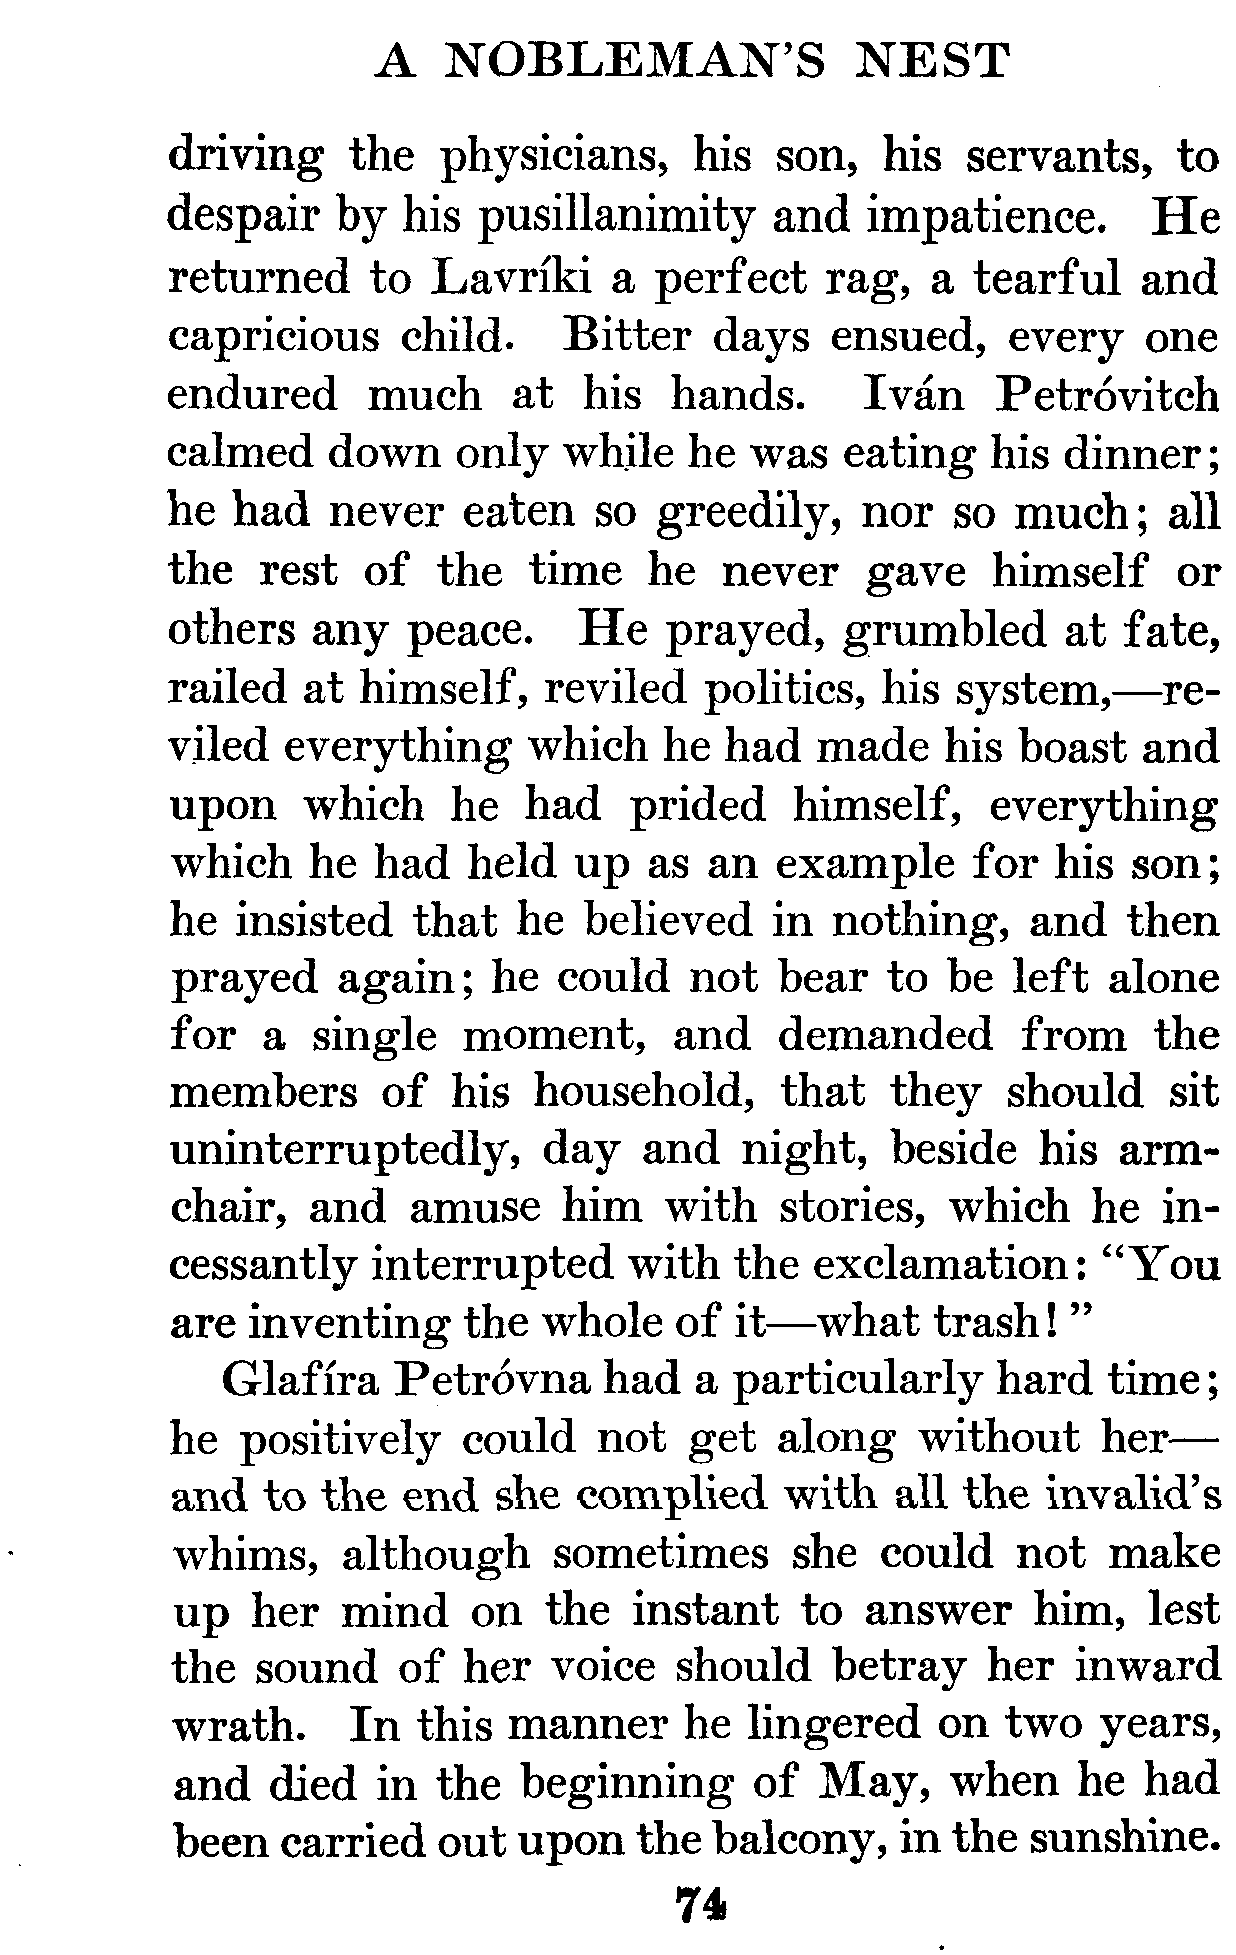 A NOBLEMAN'S NEST
driving the physicians, his son, his servants, to
despair by his pusillanimity and impatience. He
returned to Lavríki a perfect rag, a tearful and
capricious child. Bitter days ensued, every one
endured much at his hands. Iván Petróvitch
calmed down only while he was eating his dinner;
he had never eaten so greedily, nor so much; all
the rest of the time he never gave himself or
others any peace. He prayed, grumbled at fate,
railed at himself, reviled politics, his system,—re-
viled everything which he had made his boast and
upon which he had prided himself, everything
which he had held up as an example for his son;
he insisted that he believed in nothing, and then
prayed again; he could not bear to be left alone
for a single moment, and demanded from the
members of his household, that they should sit
uninterruptedly, day and night, beside his arm-
chair, and amuse him with stories, which he in-
cessantly interrupted with the exclamation: "You
are inventing the whole of it—what trash!"
Glafíra Petróvna had a particularly hard time;
he positively could not get along without her—
and to the end she complied with all the invalid's
whims, although sometimes she could not make
up her mind on the instant to answer him, lest
the sound of her voice should betray her inward
wrath. In this manner he lingered on two years,
and died in the beginning of May, when he had
been carried out upon the balcony, in the sunshine.
74